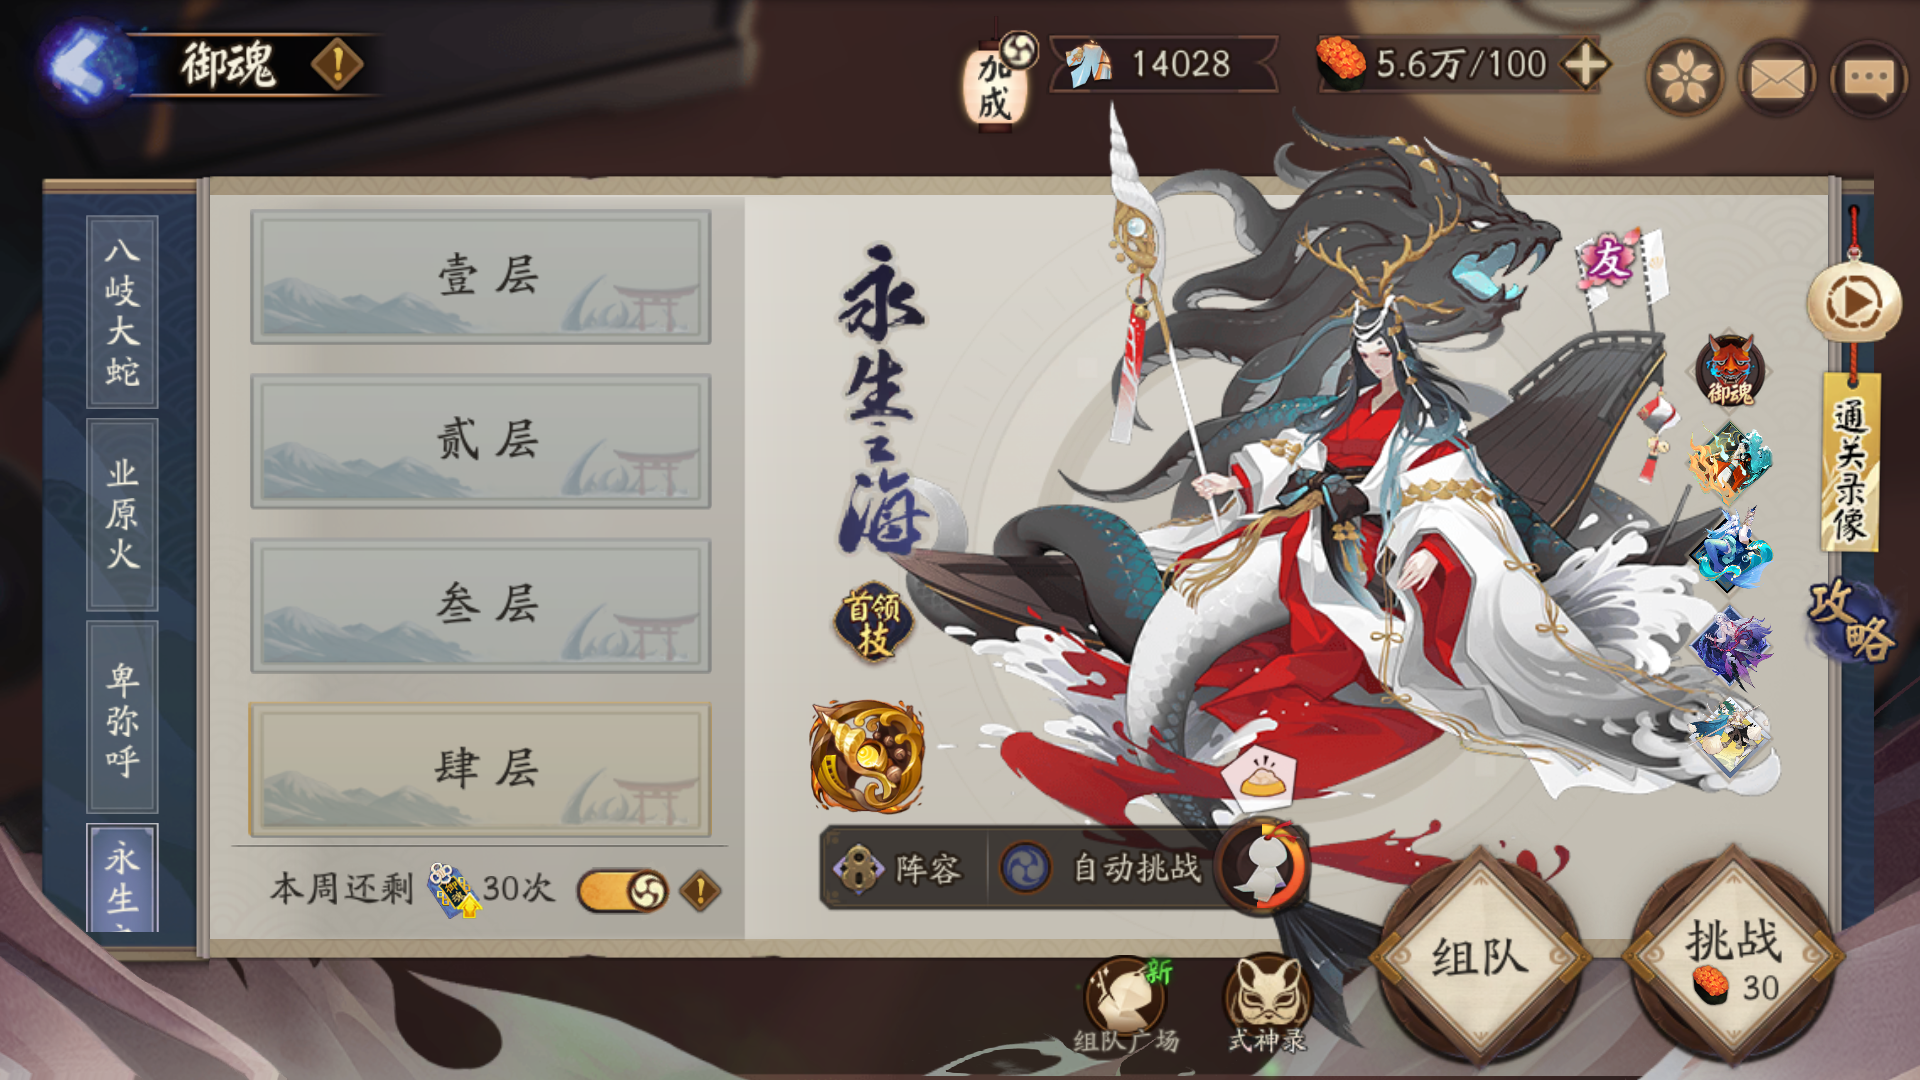 御魂
加成
14028
5.6万/100
八岐大蛇
业原火
卑弥呼
永生之
壹层
贰层
叁层
肆层
本周还剩
30次
永生之海
首领技
友
御魂
通关录像
攻略
阵容
自动挑战
组队
挑战
30
新
组队广场
式神录